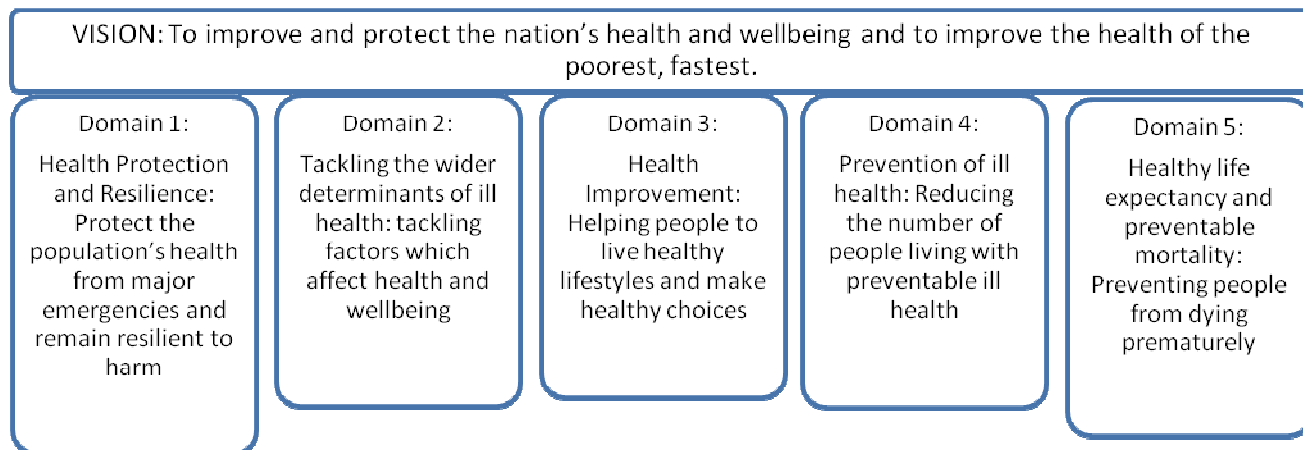 VISION: To improve and protect the nation’s health and wellbeing and to improve the health of the
poorest, fastest.
Domain 1:
Health Protection
and Resilience:
Protect the
population’s health
from major
emergencies and
remain resilient to
harm
Domain 2:
Tackling the wider
determinants of ill
health: tackling
factors which
affect health and
wellbeing
Domain 3:
Health
Improvement:
Helping people to
live healthy
lifestyles and make
healthy choices
Domain 4:
Prevention of ill
health: Reducing
the number of
people living with
preventable ill
health
Domain 5:
Healthy life
expectancy and
preventable
mortality:
Preventing people
from dying
prematurely